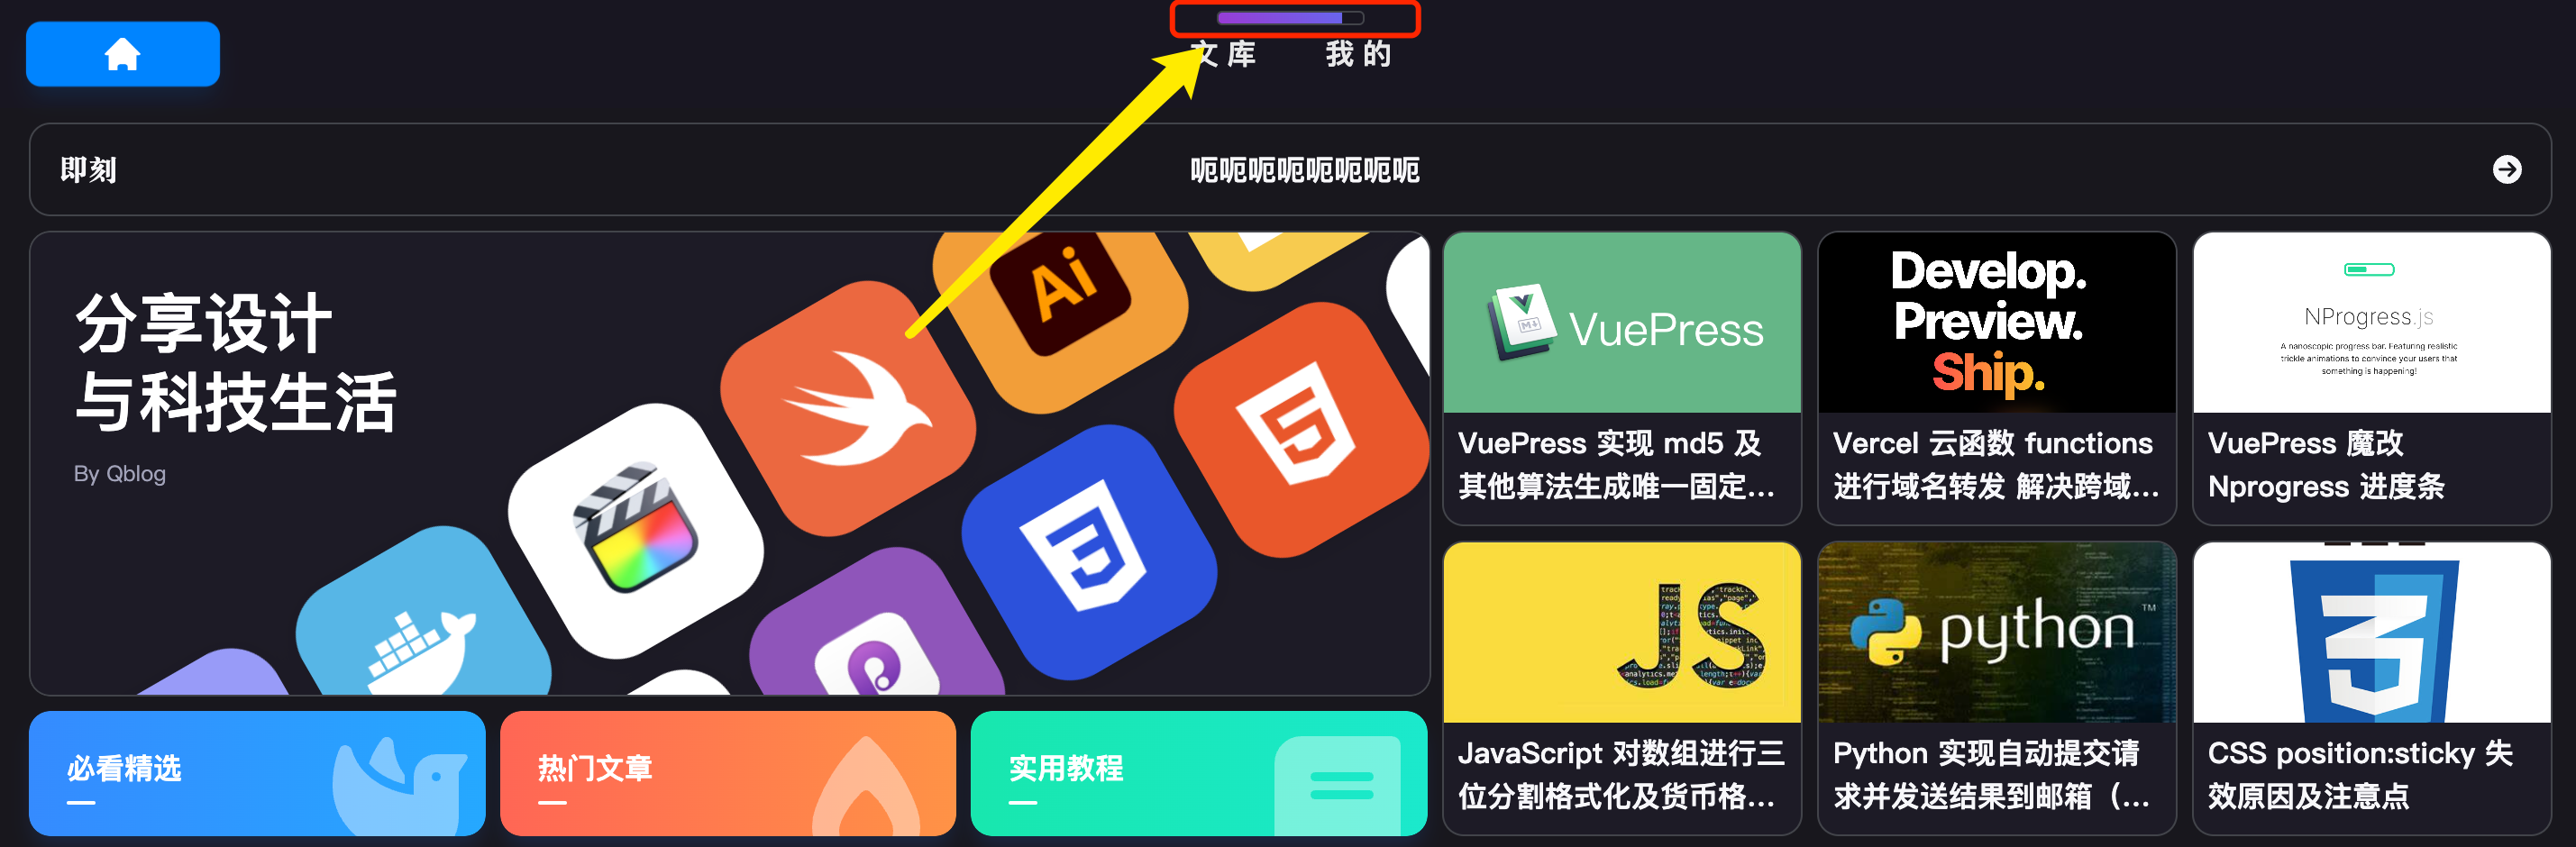 文库 我的
即刻 呃呃呃呃呃呃呃呃
分享设计
与科技生活
By Qblog
Ai
VuePress
VuePress 实现 md5 及
其他算法生成唯一固定...
Develop.
Preview.
Ship.
Vercel 云函数 functions
进行域名转发 解决跨域...
NProgress.js
A nanoscopic progress bar. Featuring realistic
trickle animations to convince your users that
something is happening!
VuePress 魔改
Nprogress 进度条
JS
JavaScript 对数组进行三
位分割格式化及货币格...
python™
Python 实现自动提交请
求并发送结果到邮箱（...
CSS position:sticky 失
效原因及注意点
必看精选
热门文章
实用教程